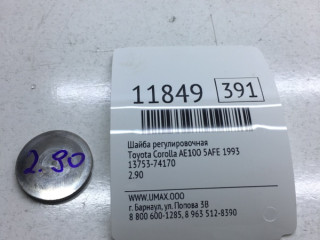 11849 391
Шайба регулировочная
Toyota Corolla AE100 5AFE 1993
13753-74170
2.90
2.90
WWW.UMAX.OOO
г. Барнаул, ул. Попова 3В
8 800 600-1285, 8 963 512-8390